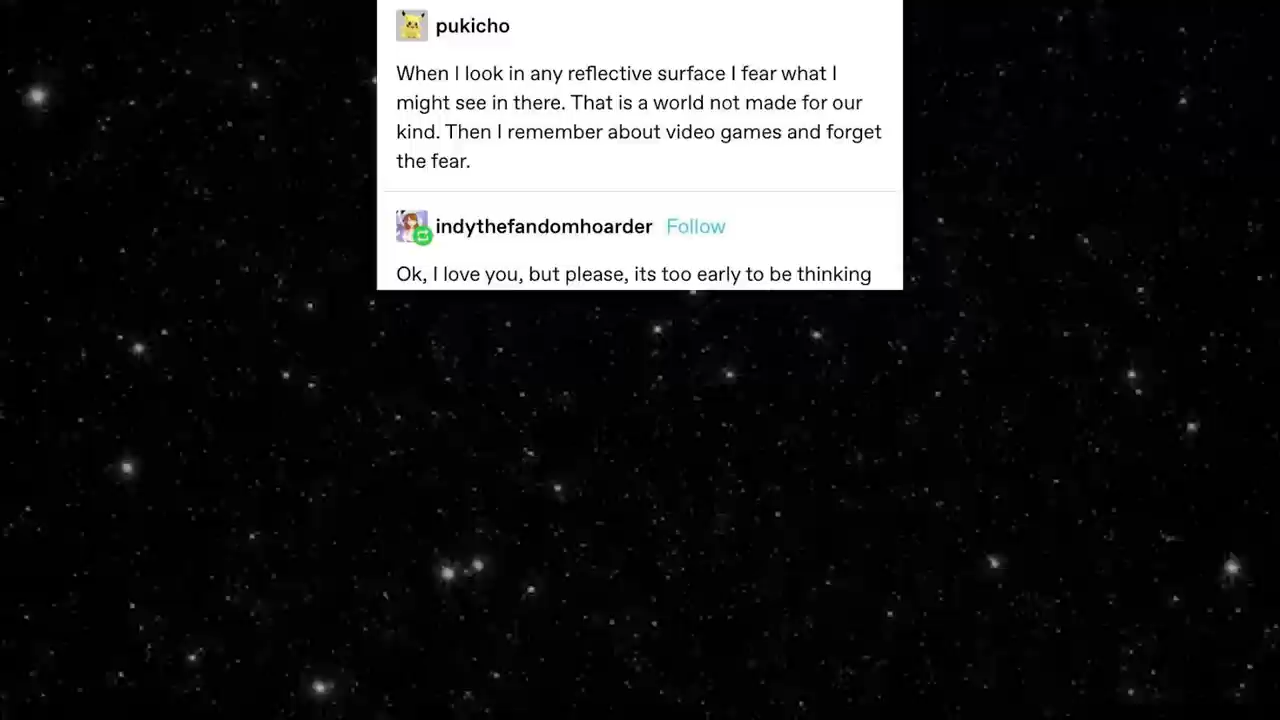 pukicho
When I look in any reflective surface I fear what I
might see in there. That is a world not made for our
kind. Then I remember about video games and forget
the fear.
indythefandomhoarder Follow
Ok, I love you, but please, its too early to be thinking